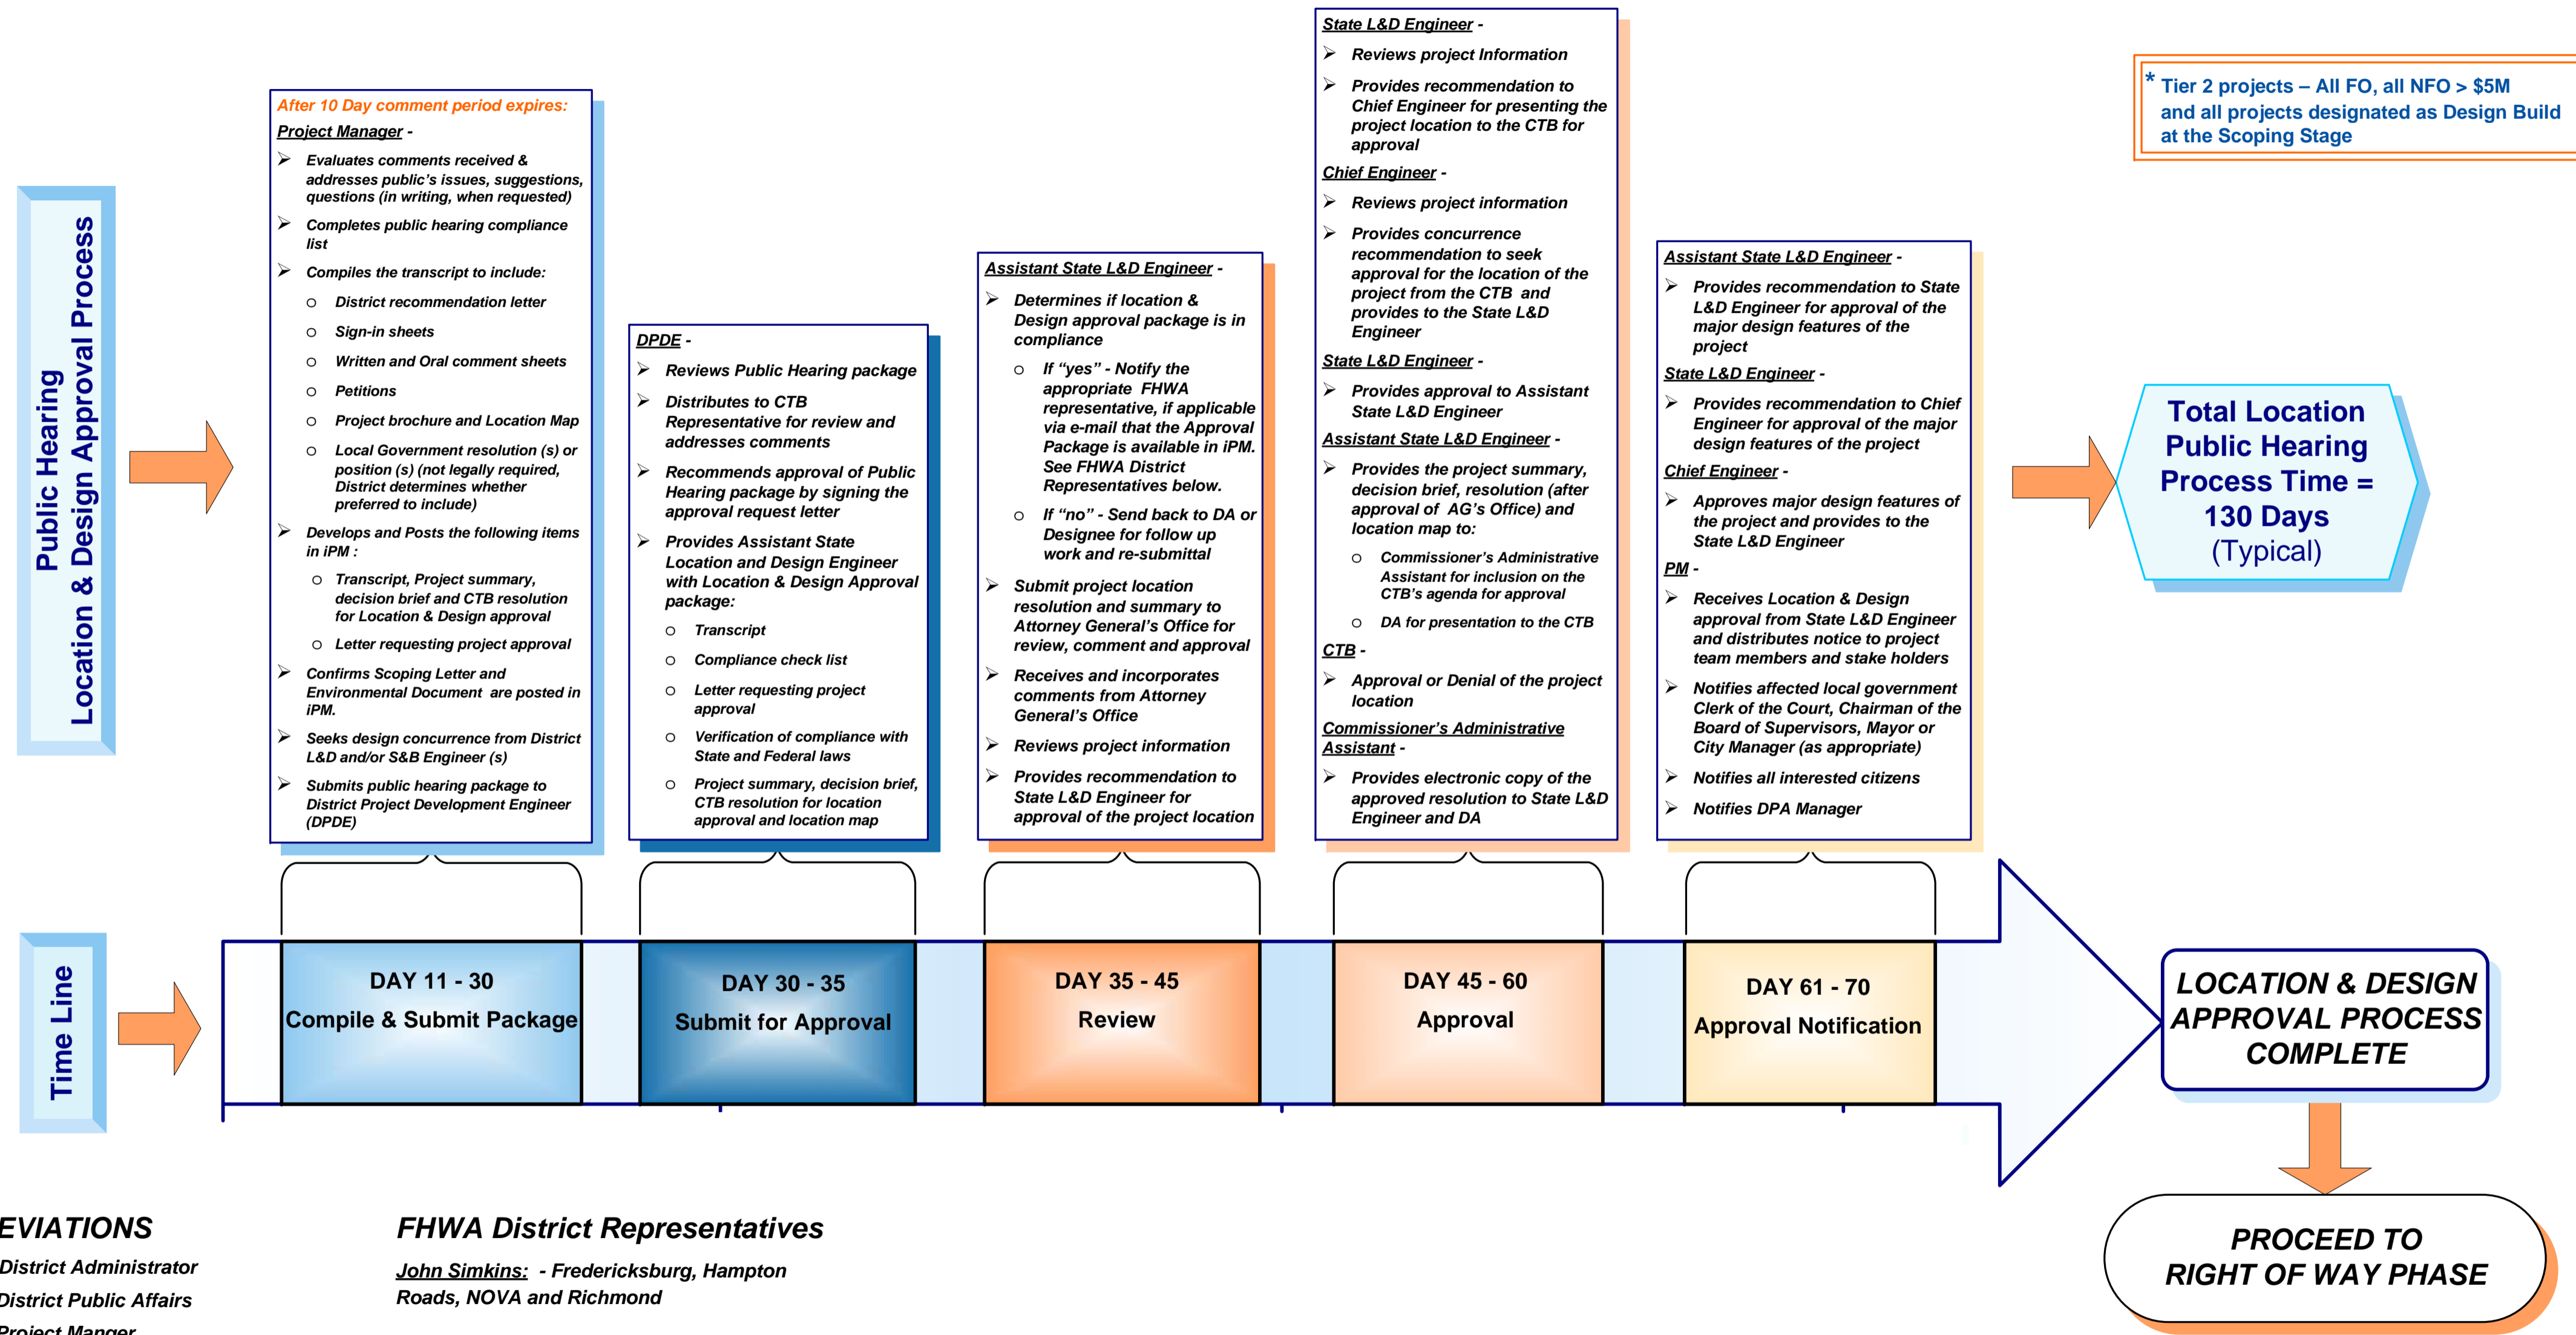 Public Hearing
Location & Design Approval Process
After 10 Day comment period expires:
Project Manager -
➢ Evaluates comments received &
addresses public's issues, suggestions,
questions (in writing, when requested)
➢ Completes public hearing compliance
list
➢ Compiles the transcript to include:
o District recommendation letter
o Sign-in sheets
o Written and Oral comment sheets
o Petitions
o Project brochure and Location Map
o Local Government resolution (s) or
position (s) (not legally required,
District determines whether
preferred to include)
➢ Develops and Posts the following items
in iPM :
o Transcript, Project summary,
decision brief and CTB resolution
for Location & Design approval
o Letter requesting project approval
➢ Confirms Scoping Letter and
Environmental Document are posted in
iPM.
➢ Seeks design concurrence from District
L&D and/or S&B Engineer (s)
➢ Submits public hearing package to
District Project Development Engineer
(DPDE)
DPDE -
➢ Reviews Public Hearing package
➢ Distributes to CTB
Representative for review and
addresses comments
➢ Recommends approval of Public
Hearing package by signing the
approval request letter
➢ Provides Assistant State
Location and Design Engineer
with Location & Design Approval
package:
o Transcript
o Compliance check list
o Letter requesting project
approval
o Verification of compliance with
State and Federal laws
o Project summary, decision brief,
CTB resolution for location
approval and location map
Assistant State L&D Engineer -
➢ Determines if location &
Design approval package is in
compliance
o If “yes” - Notify the
appropriate FHWA
representative, if applicable
via e-mail that the Approval
Package is available in iPM.
See FHWA District
Representatives below.
o If “no” - Send back to DA or
Designee for follow up
work and re-submittal
➢ Submit project location
resolution and summary to
Attorney General's Office for
review, comment and approval
➢ Receives and incorporates
comments from Attorney
General's Office
➢ Reviews project information
➢ Provides recommendation to
State L&D Engineer for
approval of the project location
State L&D Engineer -
➢ Reviews project Information
➢ Provides recommendation to
Chief Engineer for presenting the
project location to the CTB for
approval
Chief Engineer -
➢ Reviews project information
➢ Provides concurrence
recommendation to seek
approval for the location of the
project from the CTB and
provides to the State L&D
Engineer
State L&D Engineer -
➢ Provides approval to Assistant
State L&D Engineer
Assistant State L&D Engineer -
➢ Provides the project summary,
decision brief, resolution (after
approval of AG's Office) and
location map to:
o Commissioner's Administrative
Assistant for inclusion on the
CTB's agenda for approval
o DA for presentation to the CTB
CTB -
➢ Approval or Denial of the project
location
Commissioner's Administrative
Assistant -
➢ Provides electronic copy of the
approved resolution to State L&D
Engineer and DA
Assistant State L&D Engineer -
➢ Provides recommendation to State
L&D Engineer for approval of the
major design features of the
project
State L&D Engineer -
➢ Provides recommendation to Chief
Engineer for approval of the major
design features of the project
Chief Engineer -
➢ Approves major design features of
the project and provides to the
State L&D Engineer
PM -
➢ Receives Location & Design
approval from State L&D Engineer
and distributes notice to project
team members and stake holders
➢ Notifies affected local government
Clerk of the Court, Chairman of the
Board of Supervisors, Mayor or
City Manager (as appropriate)
➢ Notifies all interested citizens
➢ Notifies DPA Manager
* Tier 2 projects – All FO, all NFO > $5M
and all projects designated as Design Build
at the Scoping Stage
Total Location
Public Hearing
Process Time =
130 Days
(Typical)
Time Line
DAY 11 - 30
Compile & Submit Package
DAY 30 - 35
Submit for Approval
DAY 35 - 45
Review
DAY 45 - 60
Approval
DAY 61 - 70
Approval Notification
LOCATION & DESIGN
APPROVAL PROCESS
COMPLETE
PROCEED TO
RIGHT OF WAY PHASE
EVIATIONS
District Administrator
District Public Affairs
Project Manger
FHWA District Representatives
John Simkins: - Fredericksburg, Hampton
Roads, NOVA and Richmond